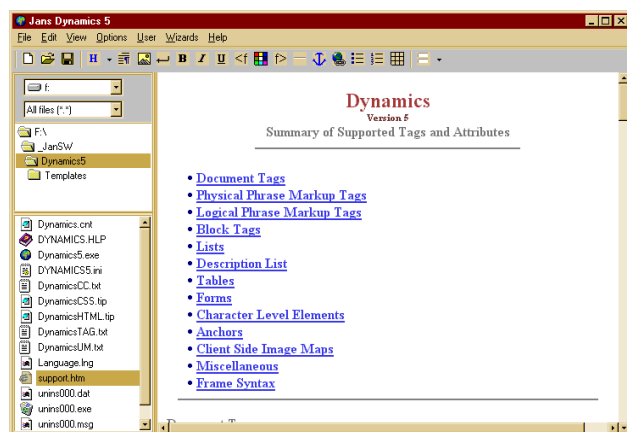 Jans Dynamics 5
File Edit View Options User Wizards Help
H B I U <f f>
f:
All files (*.*)
F:\
_JanSW
Dynamics5
Templates
Dynamics.cnt
DYNAMICS.HLP
Dynamics5.exe
DYNAMICS5.ini
DynamicsCC.txt
DynamicsCSS.tip
DynamicsHTML.tip
DynamicsTAG.txt
DynamicsUM.txt
Language.lng
support.htm
unins000.dat
unins000.exe
unins000.msg
Dynamics
Version 5
Summary of Supported Tags and Attributes
Document Tags
Physical Phrase Markup Tags
Logical Phrase Markup Tags
Block Tags
Lists
Description List
Tables
Forms
Character Level Elements
Anchors
Client Side Image Maps
Miscellaneous
Frame Syntax